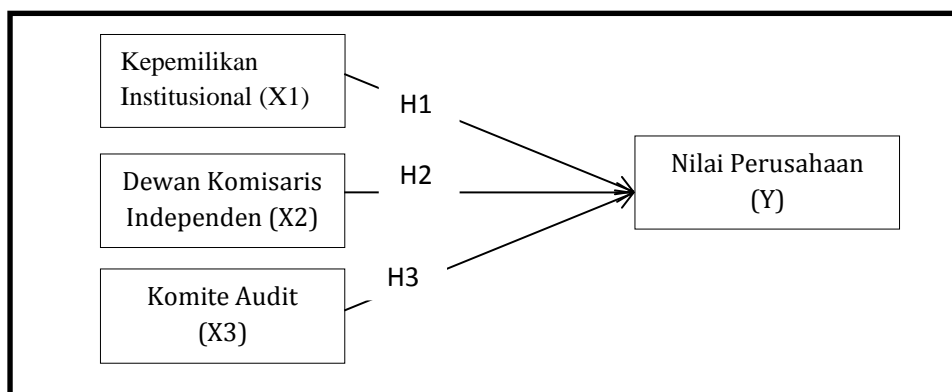 Kepemilikan
Institusional (X1)
H1
Dewan Komisaris
Independen (X2)
H2
Nilai Perusahaan
(Y)
H3
Komite Audit
(X3)